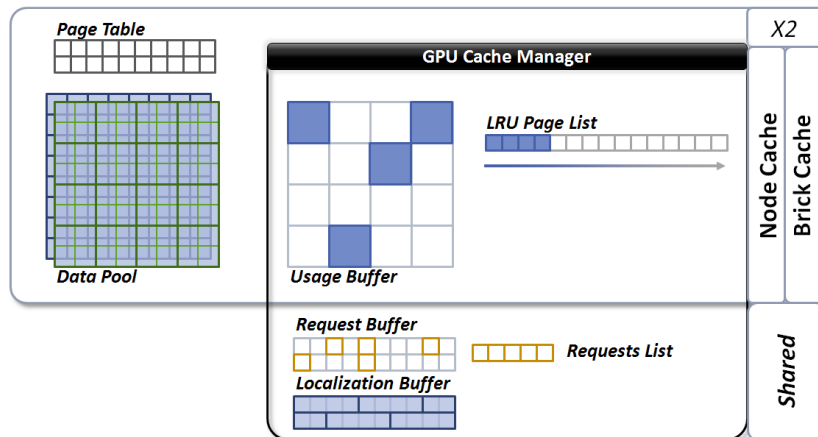 Page Table
X2
GPU Cache Manager
LRU Page List
Node Cache
Brick Cache
Data Pool
Usage Buffer
Request Buffer
Requests List
Localization Buffer
Shared